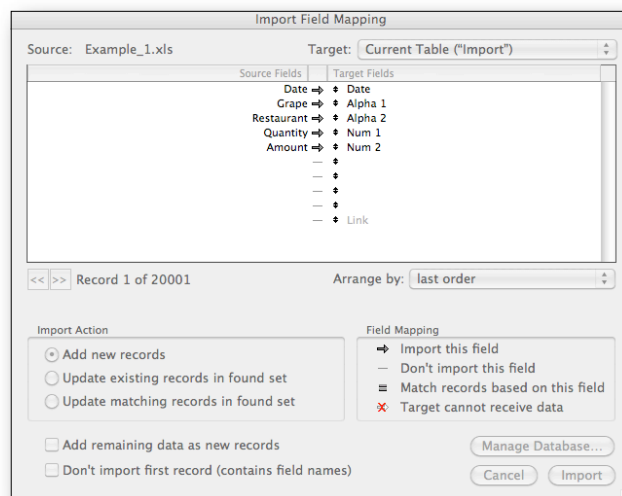 Import Field Mapping
Source: Example_1.xls Target: Current Table (“Import”)
Source Fields Target Fields
Date Date
Grape Alpha 1
Restaurant Alpha 2
Quantity Num 1
Amount Num 2
Link
<< >> Record 1 of 20001 Arrange by: last order
Import Action Field Mapping
Add new records Import this field
Update existing records in found set Don't import this field
Update matching records in found set Match records based on this field
Target cannot receive data
Add remaining data as new records Manage Database...
Don't import first record (contains field names)
Cancel Import